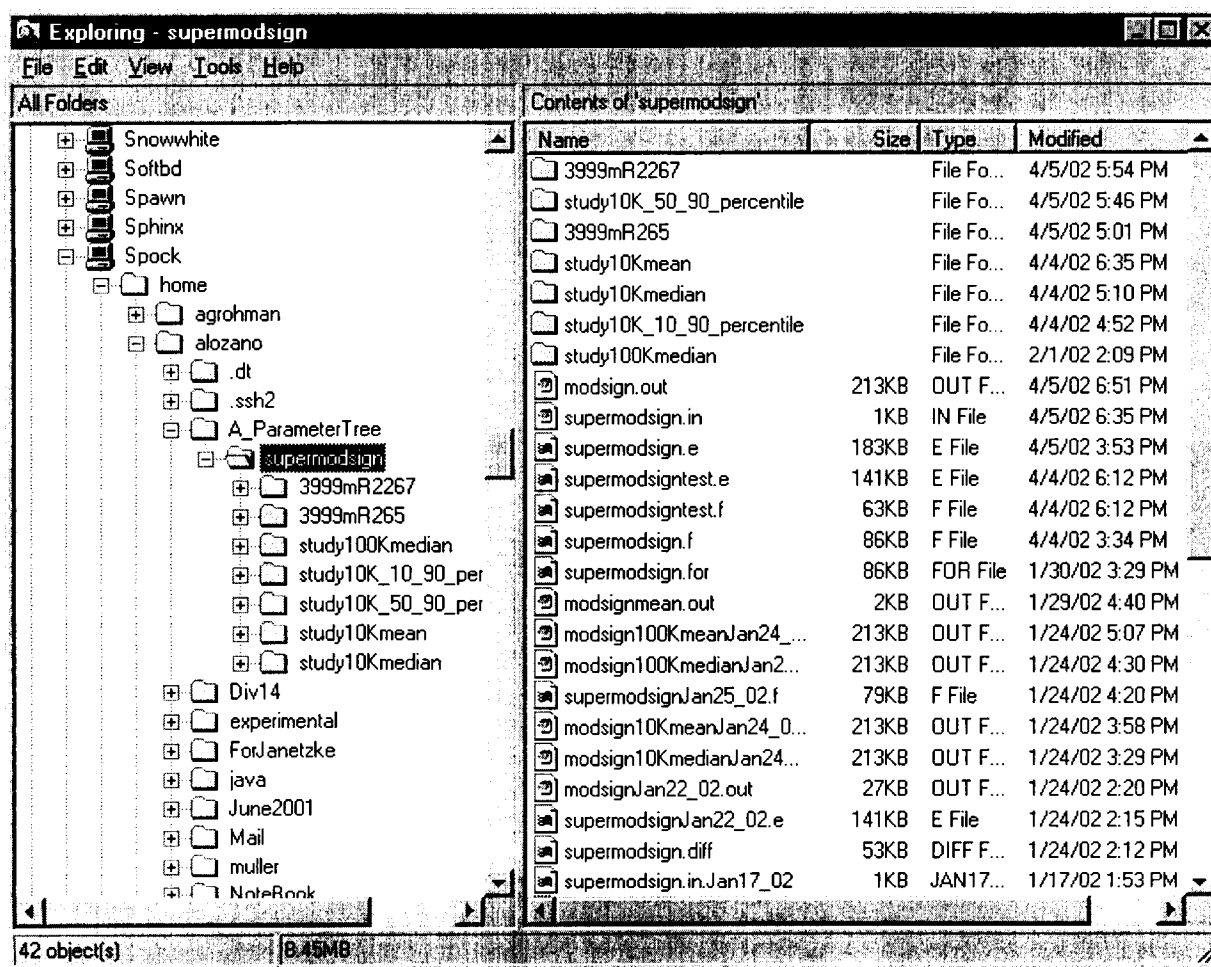 Exploring - supermodsign
File Edit View Tools Help
All Folders
Contents of 'supermodsign'
Snowwhite
Softbd
Spawn
Sphinx
Spock
home
agrohman
alozano
.dt
.ssh2
A_ParameterTree
supermodsign
3999mR2267
3999mR265
study100Kmedian
study10K_10_90_per
study10K_50_90_per
study10Kmean
study10Kmedian
Div14
experimental
ForJanetzke
java
June2001
Mail
muller
NoteBook
Name Size Type Modified
3999mR2267 File Fo... 4/5/02 5:54 PM
study10K_50_90_percentile File Fo... 4/5/02 5:46 PM
3999mR265 File Fo... 4/5/02 5:01 PM
study10Kmean File Fo... 4/4/02 6:35 PM
study10Kmedian File Fo... 4/4/02 5:10 PM
study10K_10_90_percentile File Fo... 4/4/02 4:52 PM
study100Kmedian File Fo... 2/1/02 2:09 PM
modsign.out 213KB OUT F... 4/5/02 6:51 PM
supermodsign.in 1KB IN File 4/5/02 6:35 PM
supermodsign.e 183KB E File 4/5/02 3:53 PM
supermodsigntest.e 141KB E File 4/4/02 6:12 PM
supermodsigntest.f 63KB F File 4/4/02 6:12 PM
supermodsign.f 86KB F File 4/4/02 3:34 PM
supermodsign.for 86KB FOR File 1/30/02 3:29 PM
modsignmean.out 2KB OUT F... 1/29/02 4:40 PM
modsign100KmeanJan24_... 213KB OUT F... 1/24/02 5:07 PM
modsign100KmedianJan2... 213KB OUT F... 1/24/02 4:30 PM
supermodsignJan25_02.f 79KB F File 1/24/02 4:20 PM
modsign10KmeanJan24_0... 213KB OUT F... 1/24/02 3:58 PM
modsign10KmedianJan24... 213KB OUT F... 1/24/02 3:29 PM
modsignJan22_02.out 27KB OUT F... 1/24/02 2:20 PM
supermodsignJan22_02.e 141KB E File 1/24/02 2:15 PM
supermodsign.diff 53KB DIFF F... 1/24/02 2:12 PM
supermodsign.in.Jan17_02 1KB JAN17... 1/17/02 1:53 PM
42 object(s) 8.45MB